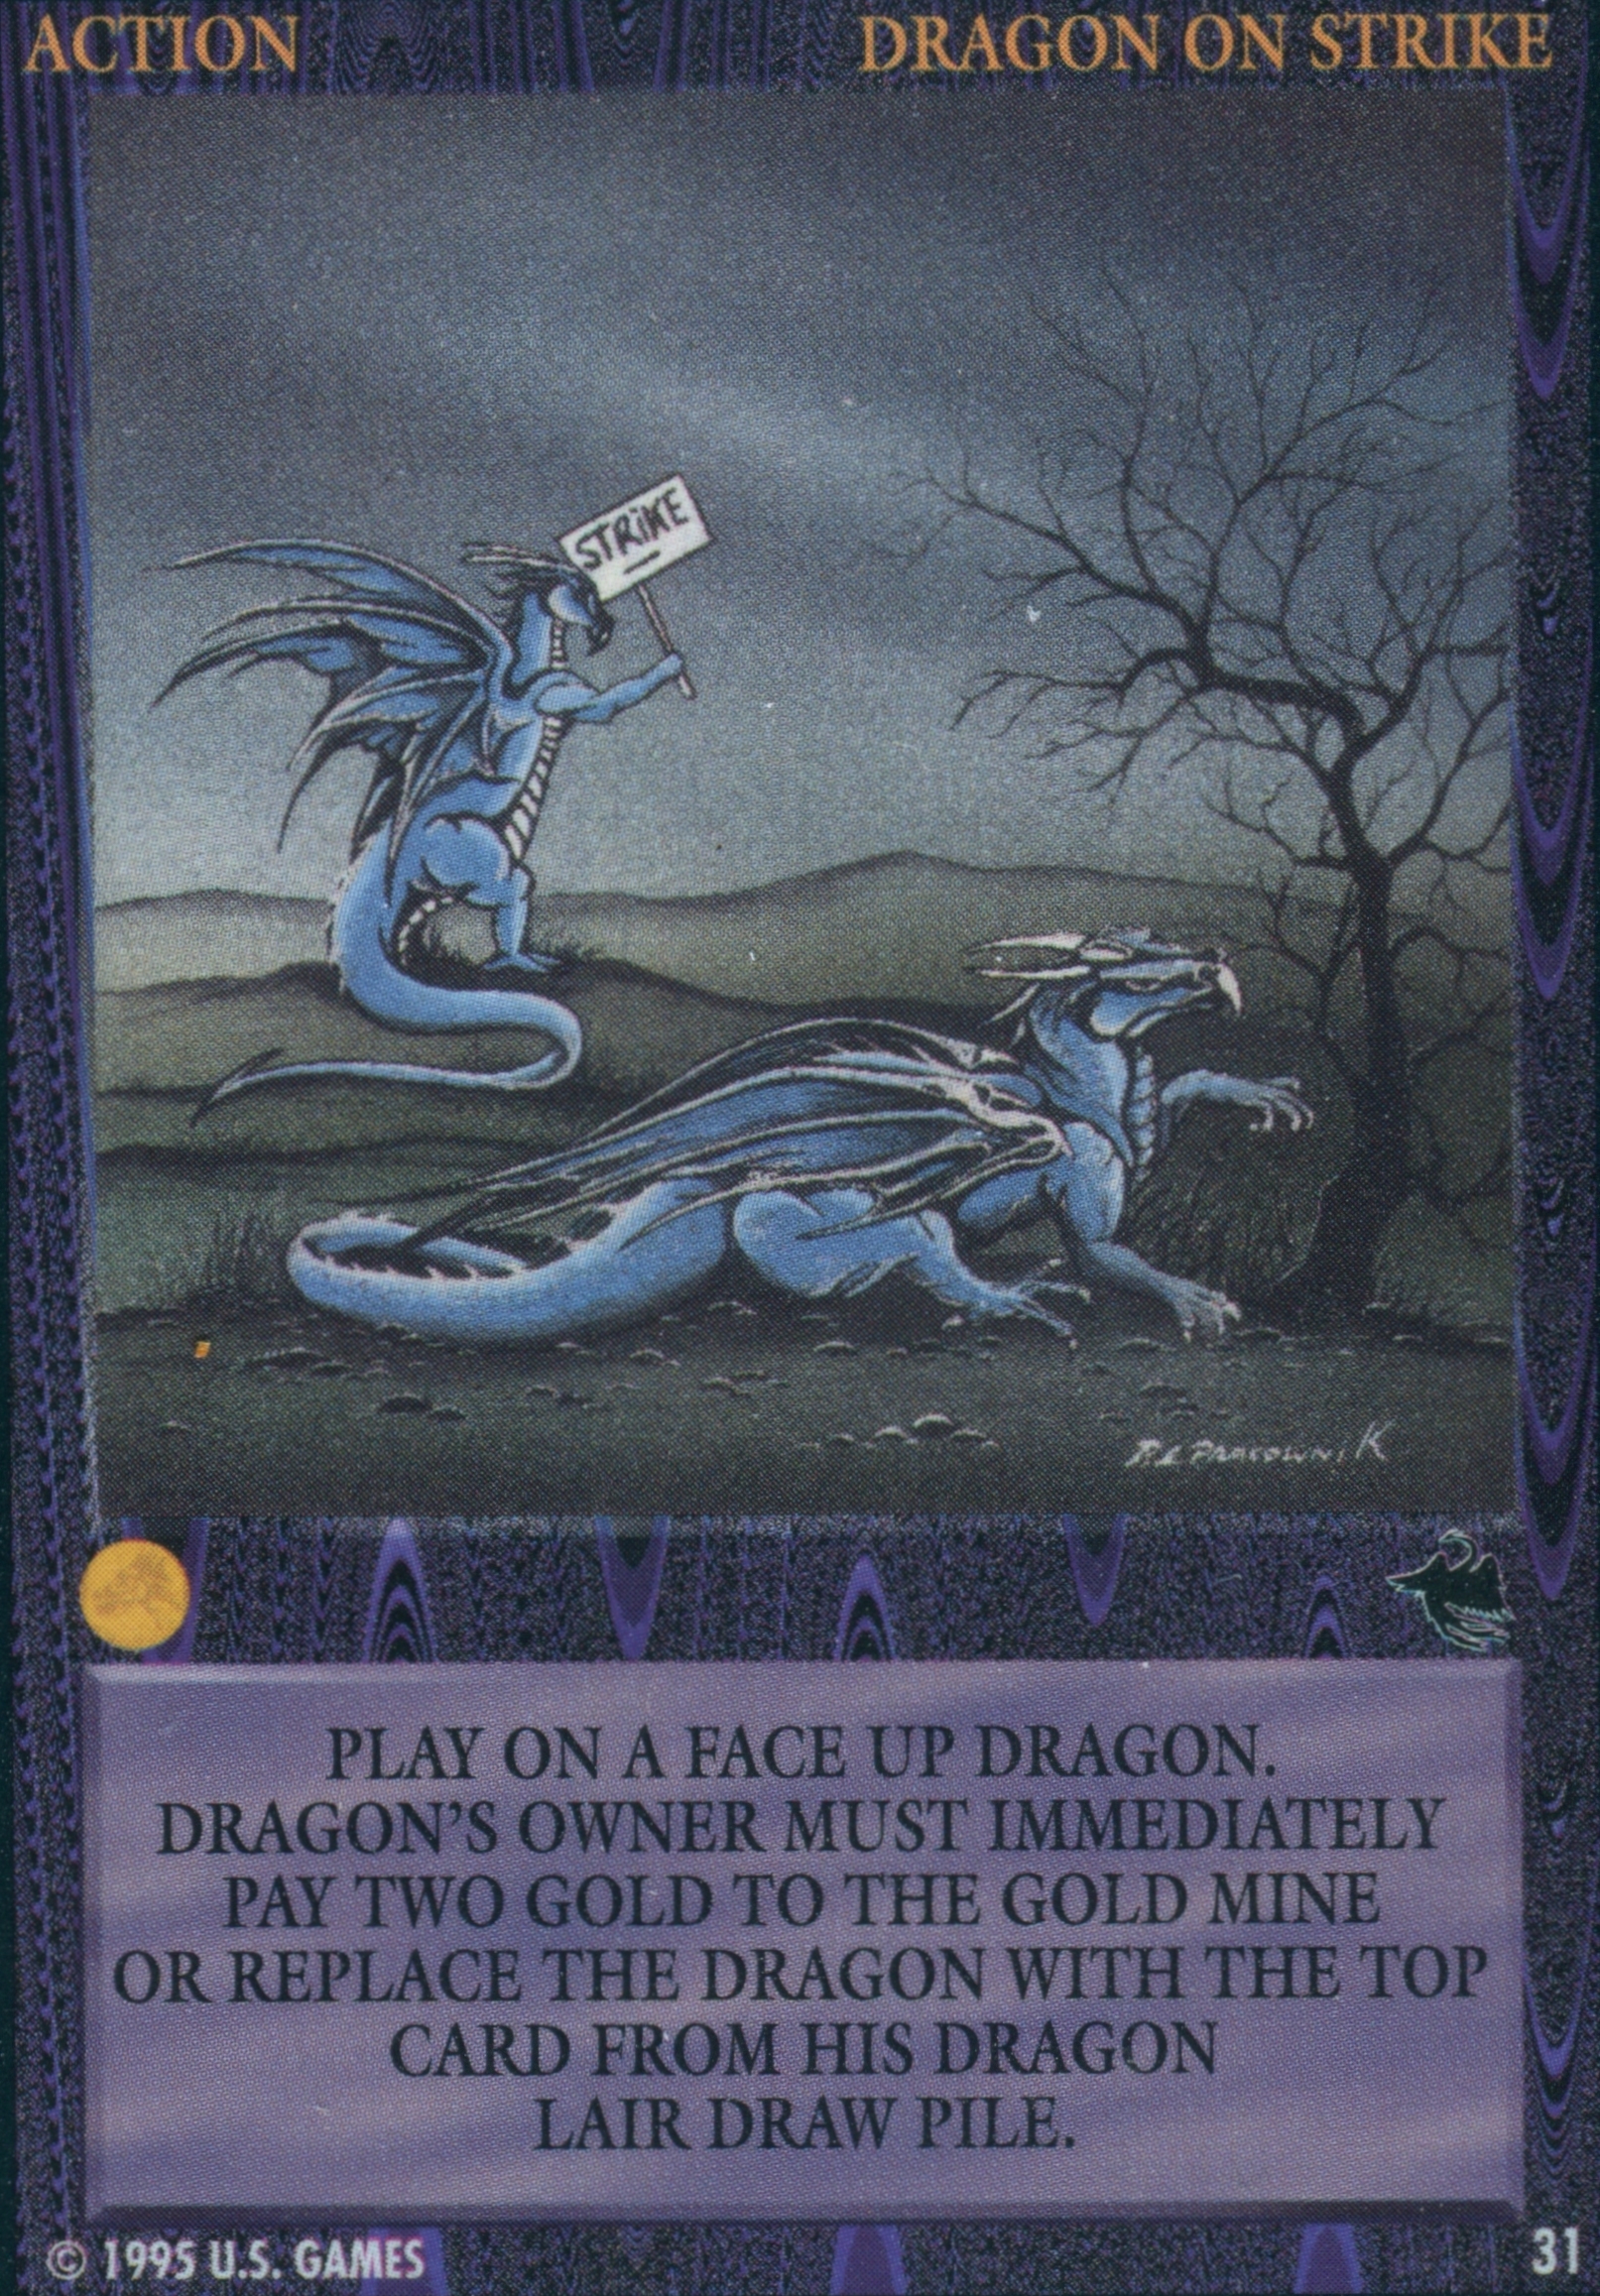 ACTION
DRAGON ON STRIKE
STRIKE
P.L PRACOWNiK
PLAY ON A FACE UP DRAGON.
DRAGON'S OWNER MUST IMMEDIATELY
PAY TWO GOLD TO THE GOLD MINE
OR REPLACE THE DRAGON WITH THE TOP
CARD FROM HIS DRAGON
LAIR DRAW PILE.
© 1995 U.S. GAMES
31